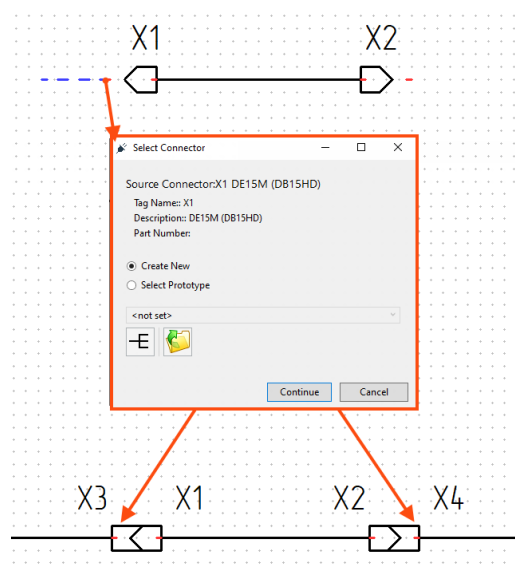 X1 X2
Select Connector
Source Connector:X1 DE15M (DB15HD)
Tag Name:: X1
Description:: DE15M (DB15HD)
Part Number:
Create New
Select Prototype
<not set>
Continue Cancel
X3 X1 X2 X4